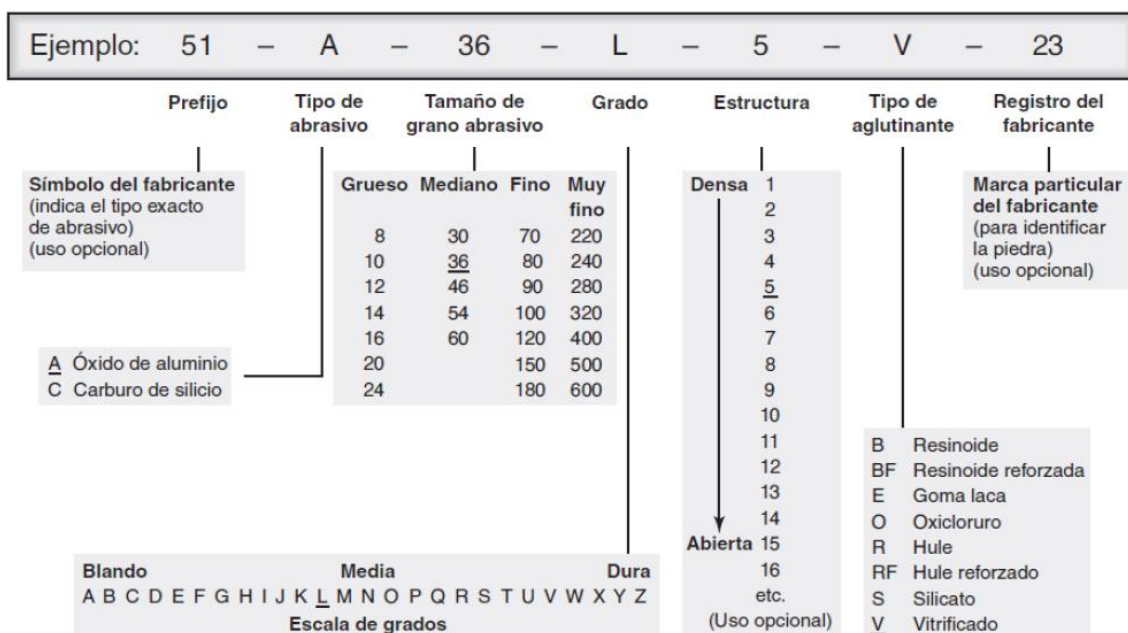 Ejemplo: 51 – A – 36 – L – 5 – V – 23
Prefijo Tipo de abrasivo Tamaño de grano abrasivo Grado Estructura Tipo de aglutinante Registro del fabricante
Símbolo del fabricante
(indica el tipo exacto
de abrasivo)
(uso opcional)
A Óxido de aluminio
C Carburo de silicio
Grueso Mediano Fino Muy fino
8 30 70 220
10 36 80 240
12 46 90 280
14 54 100 320
16 60 120 400
20 150 500
24 180 600
Blando Media Dura
A B C D E F G H I J K L M N O P Q R S T U V W X Y Z
Escala de grados
Densa 1
2
3
4
5
6
7
8
9
10
11
12
13
14
Abierta 15
16
etc.
(Uso opcional)
B Resinoide
BF Resinoide reforzada
E Goma laca
O Oxicloruro
R Hule
RF Hule reforzado
S Silicato
V Vitrificado
Marca particular
del fabricante
(para identificar
la piedra)
(uso opcional)